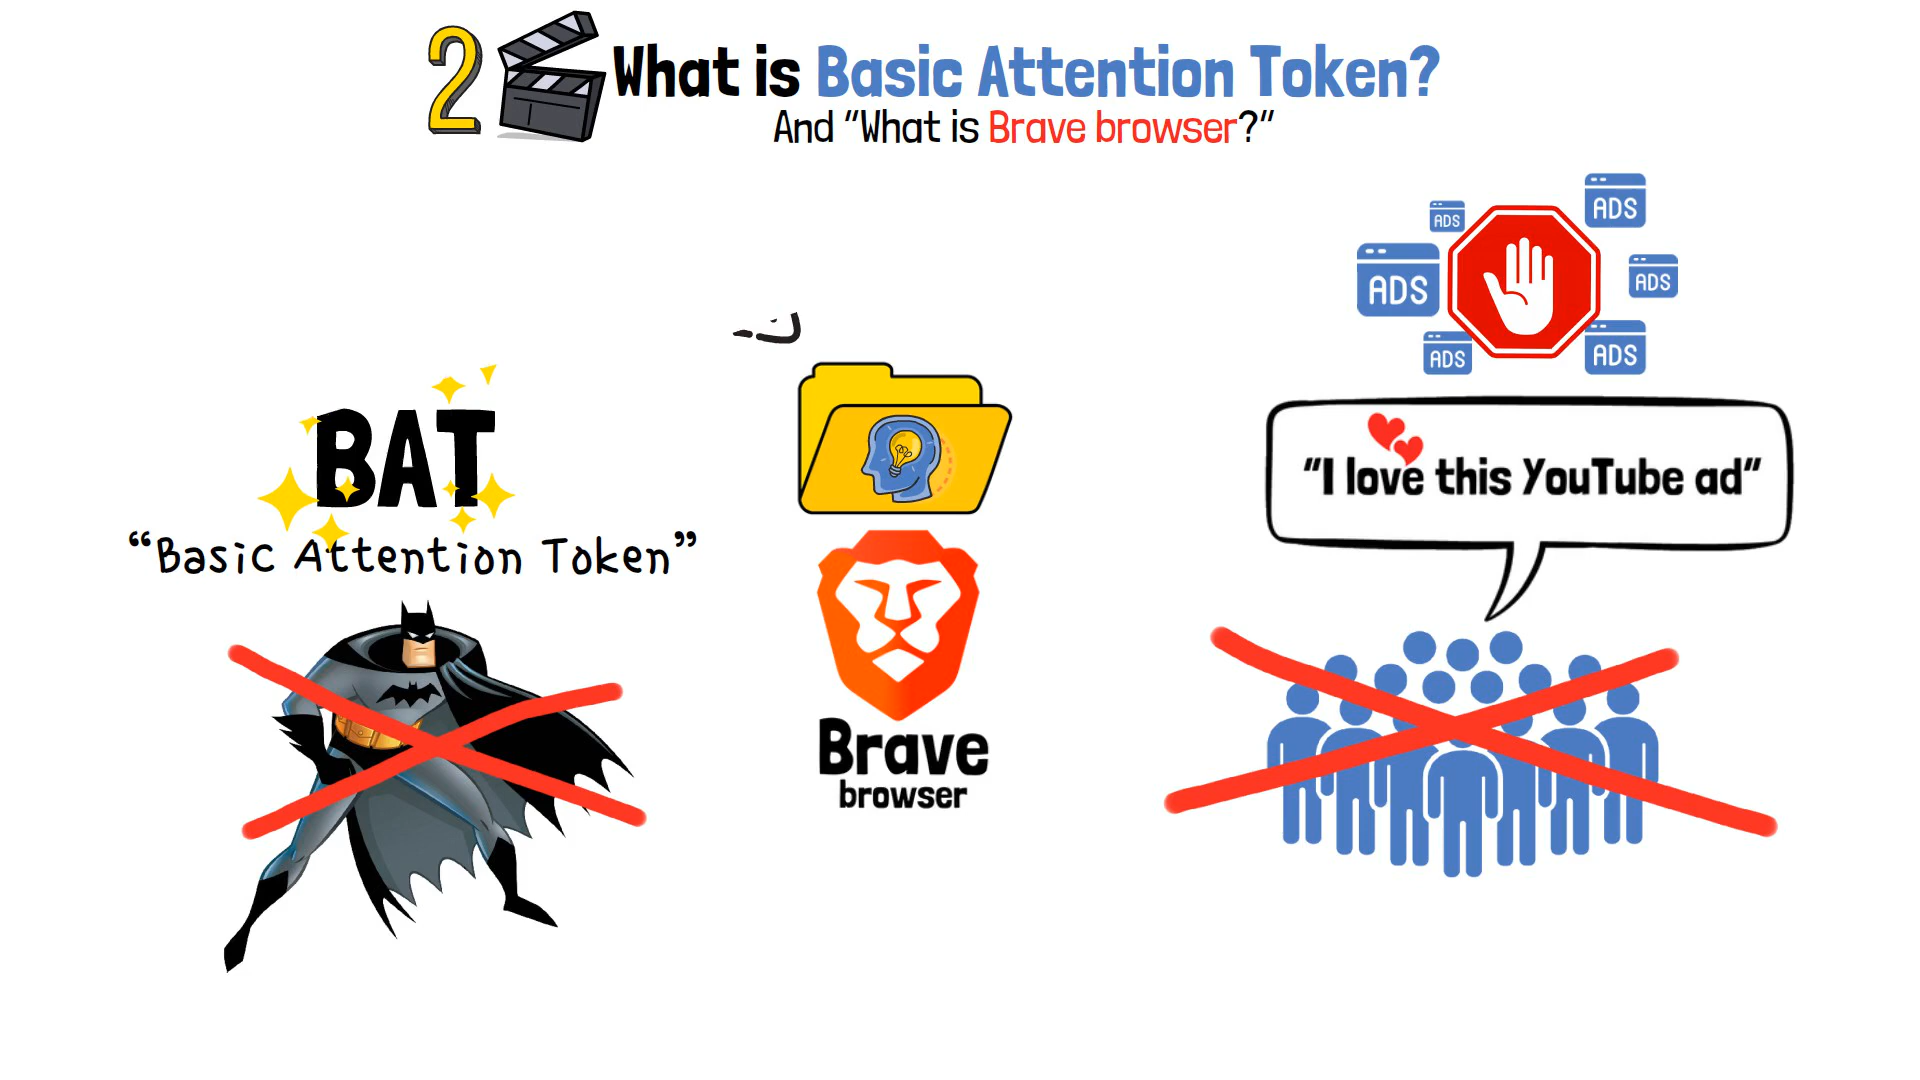 2 What is Basic Attention Token?
And “What is Brave browser?”
ADS
ADS
ADS
ADS
ADS
ADS
BAT
“Basic Attention Token”
Brave
browser
“I love this YouTube ad”